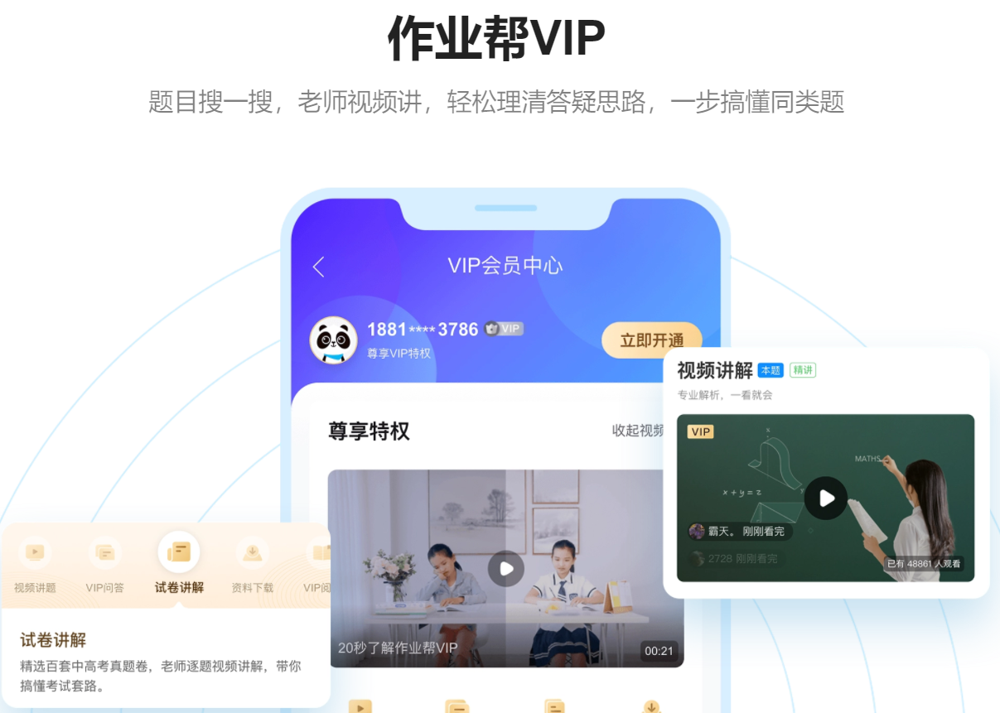 作业帮VIP
题目搜一搜，老师视频讲，轻松理清答疑思路，一步搞懂同类题
VIP会员中心
1881****3786 VIP
尊享VIP特权
立即开通
视频讲解 本题 精讲
专业解析，一看就会
尊享特权
收起视频
VIP
x
MATHS
x + y = z
y
霸天。 刚刚看完
2728 刚刚看完
已有 48861 人观看
20秒了解作业帮VIP
00:21
视频讲题 VIP问答 试卷讲解 资料下载 VIP阅
试卷讲解
精选百套中高考真题卷，老师逐题视频讲解，带你
搞懂考试套路。